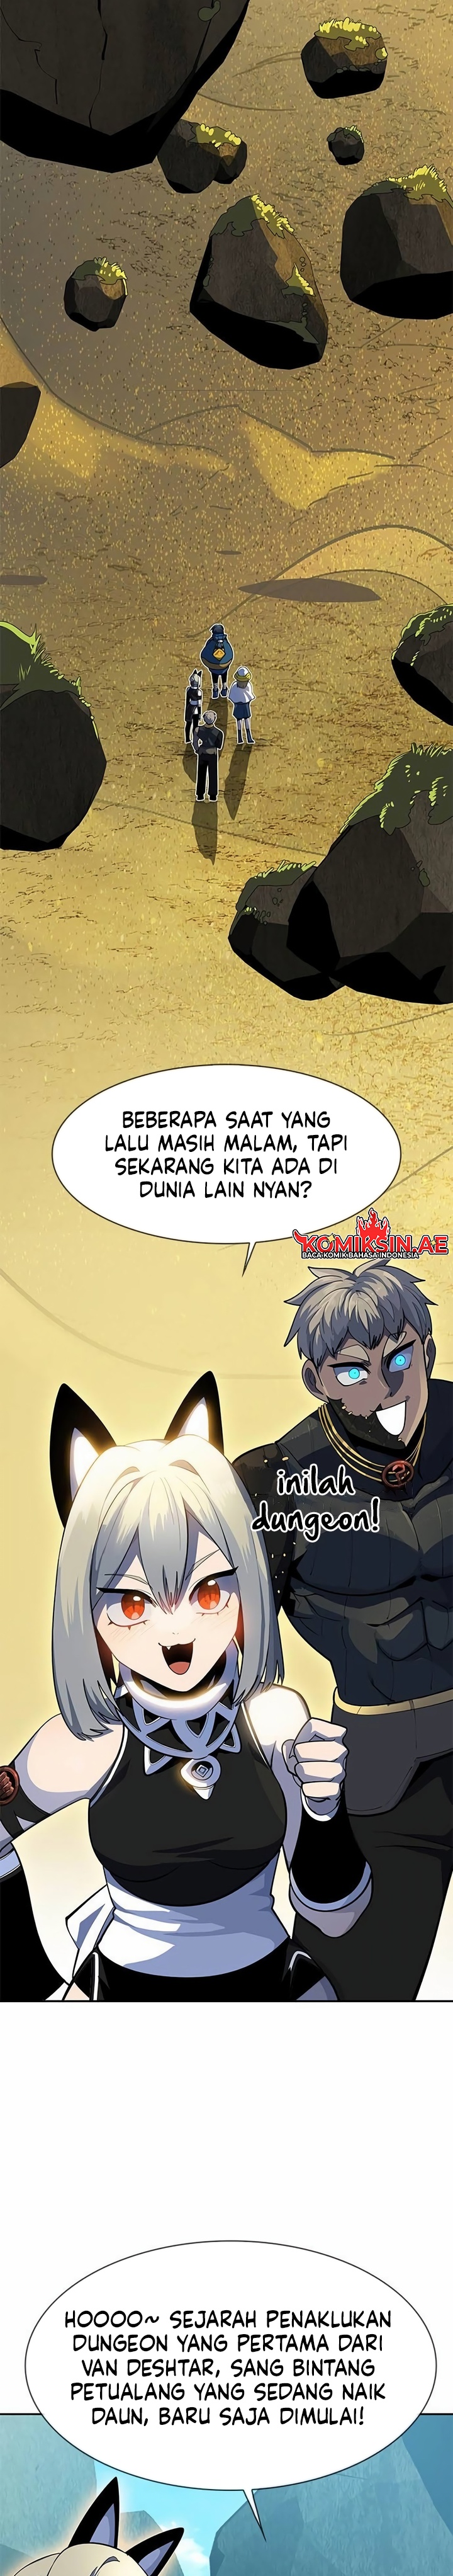 BEBERAPA SAAT YANG
LALU MASIH MALAM, TAPI
SEKARANG KITA ADA DI
DUNIA LAIN NYAN?
KOMIKSIN.AE
BACA KOMIK BAHASA INDONESIA
inilah
dungeon!
HOOOO~ SEJARAH PENAKLUKAN
DUNGEON YANG PERTAMA DARI
VAN DESHTAR, SANG BINTANG
PETUALANG YANG SEDANG NAIK
DAUN, BARU SAJA DIMULAI!